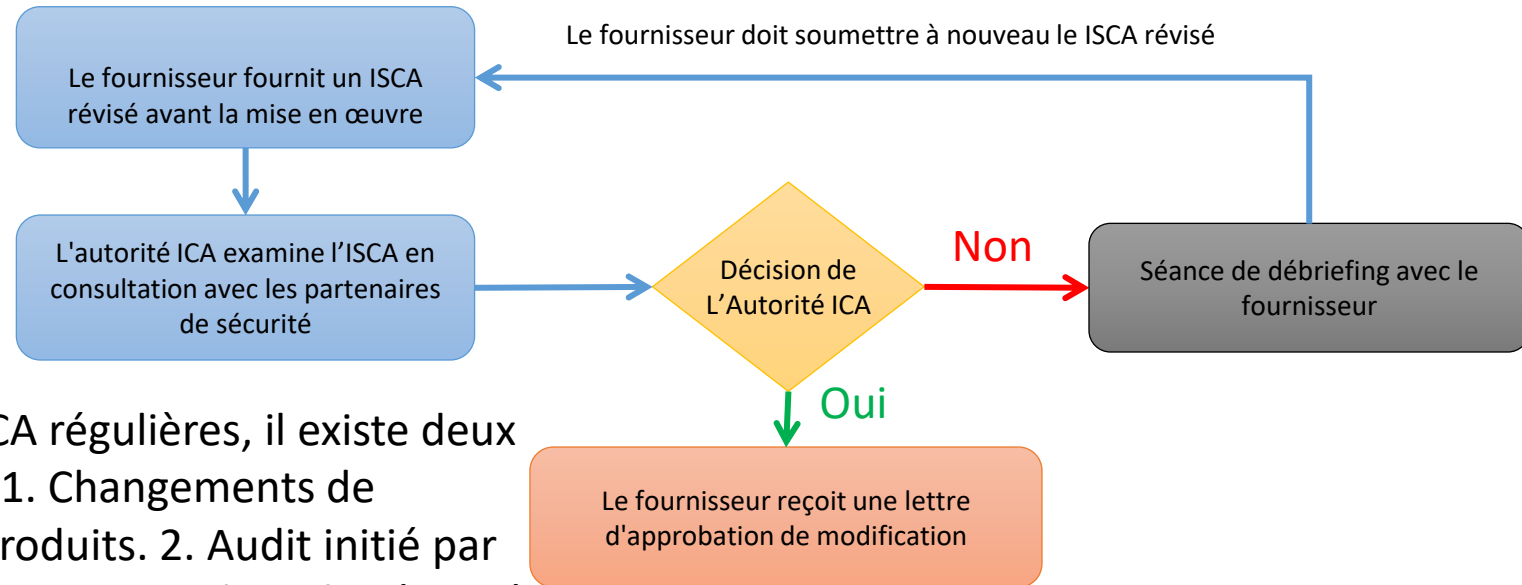 Le fournisseur doit soumettre à nouveau le ISCA révisé
Le fournisseur fournit un ISCA
révisé avant la mise en œuvre
L'autorité ICA examine l’ISCA en
consultation avec les partenaires
de sécurité
Décision de
L’Autorité ICA
Non
Séance de débriefing avec le
fournisseur
Oui
Le fournisseur reçoit une lettre
d'approbation de modification
régulières, il existe deux
1. Changements de
roduits. 2. Audit initié par